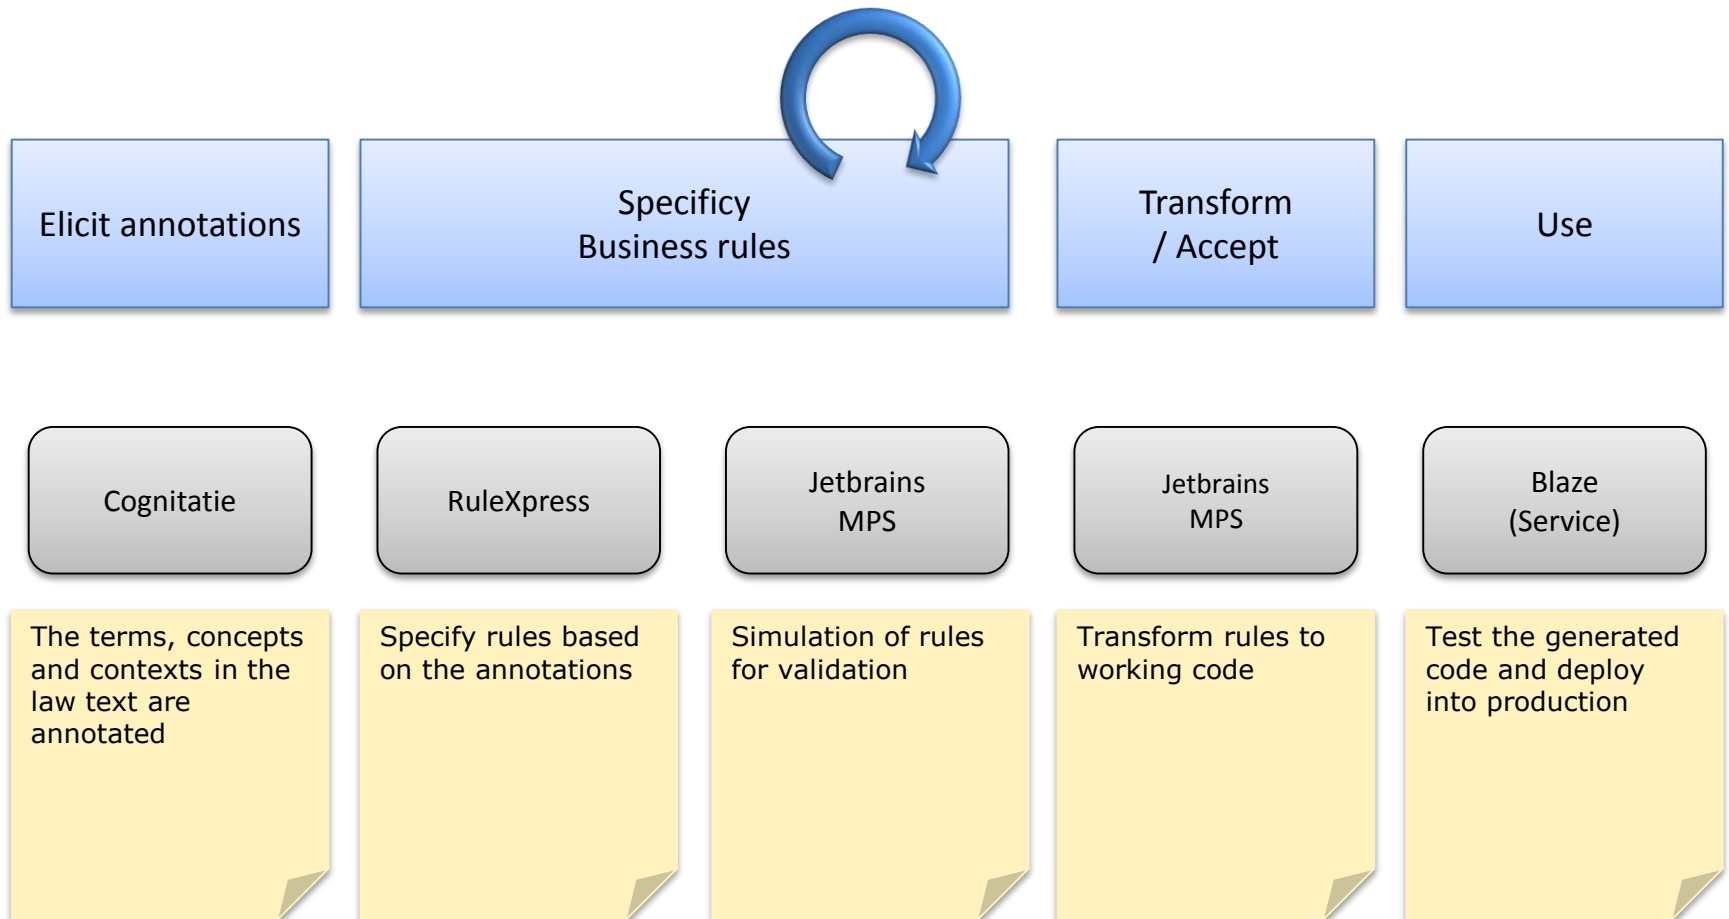 Elicit annotations
Specificy
Business rules
Transform
/ Accept
Use
Cognitatie
RuleXpress
Jetbrains
MPS
Jetbrains
MPS
Blaze
(Service)
The terms, concepts
and contexts in the
law text are
annotated
Specify rules based
on the annotations
Simulation of rules
for validation
Transform rules to
working code
Test the generated
code and deploy
into production